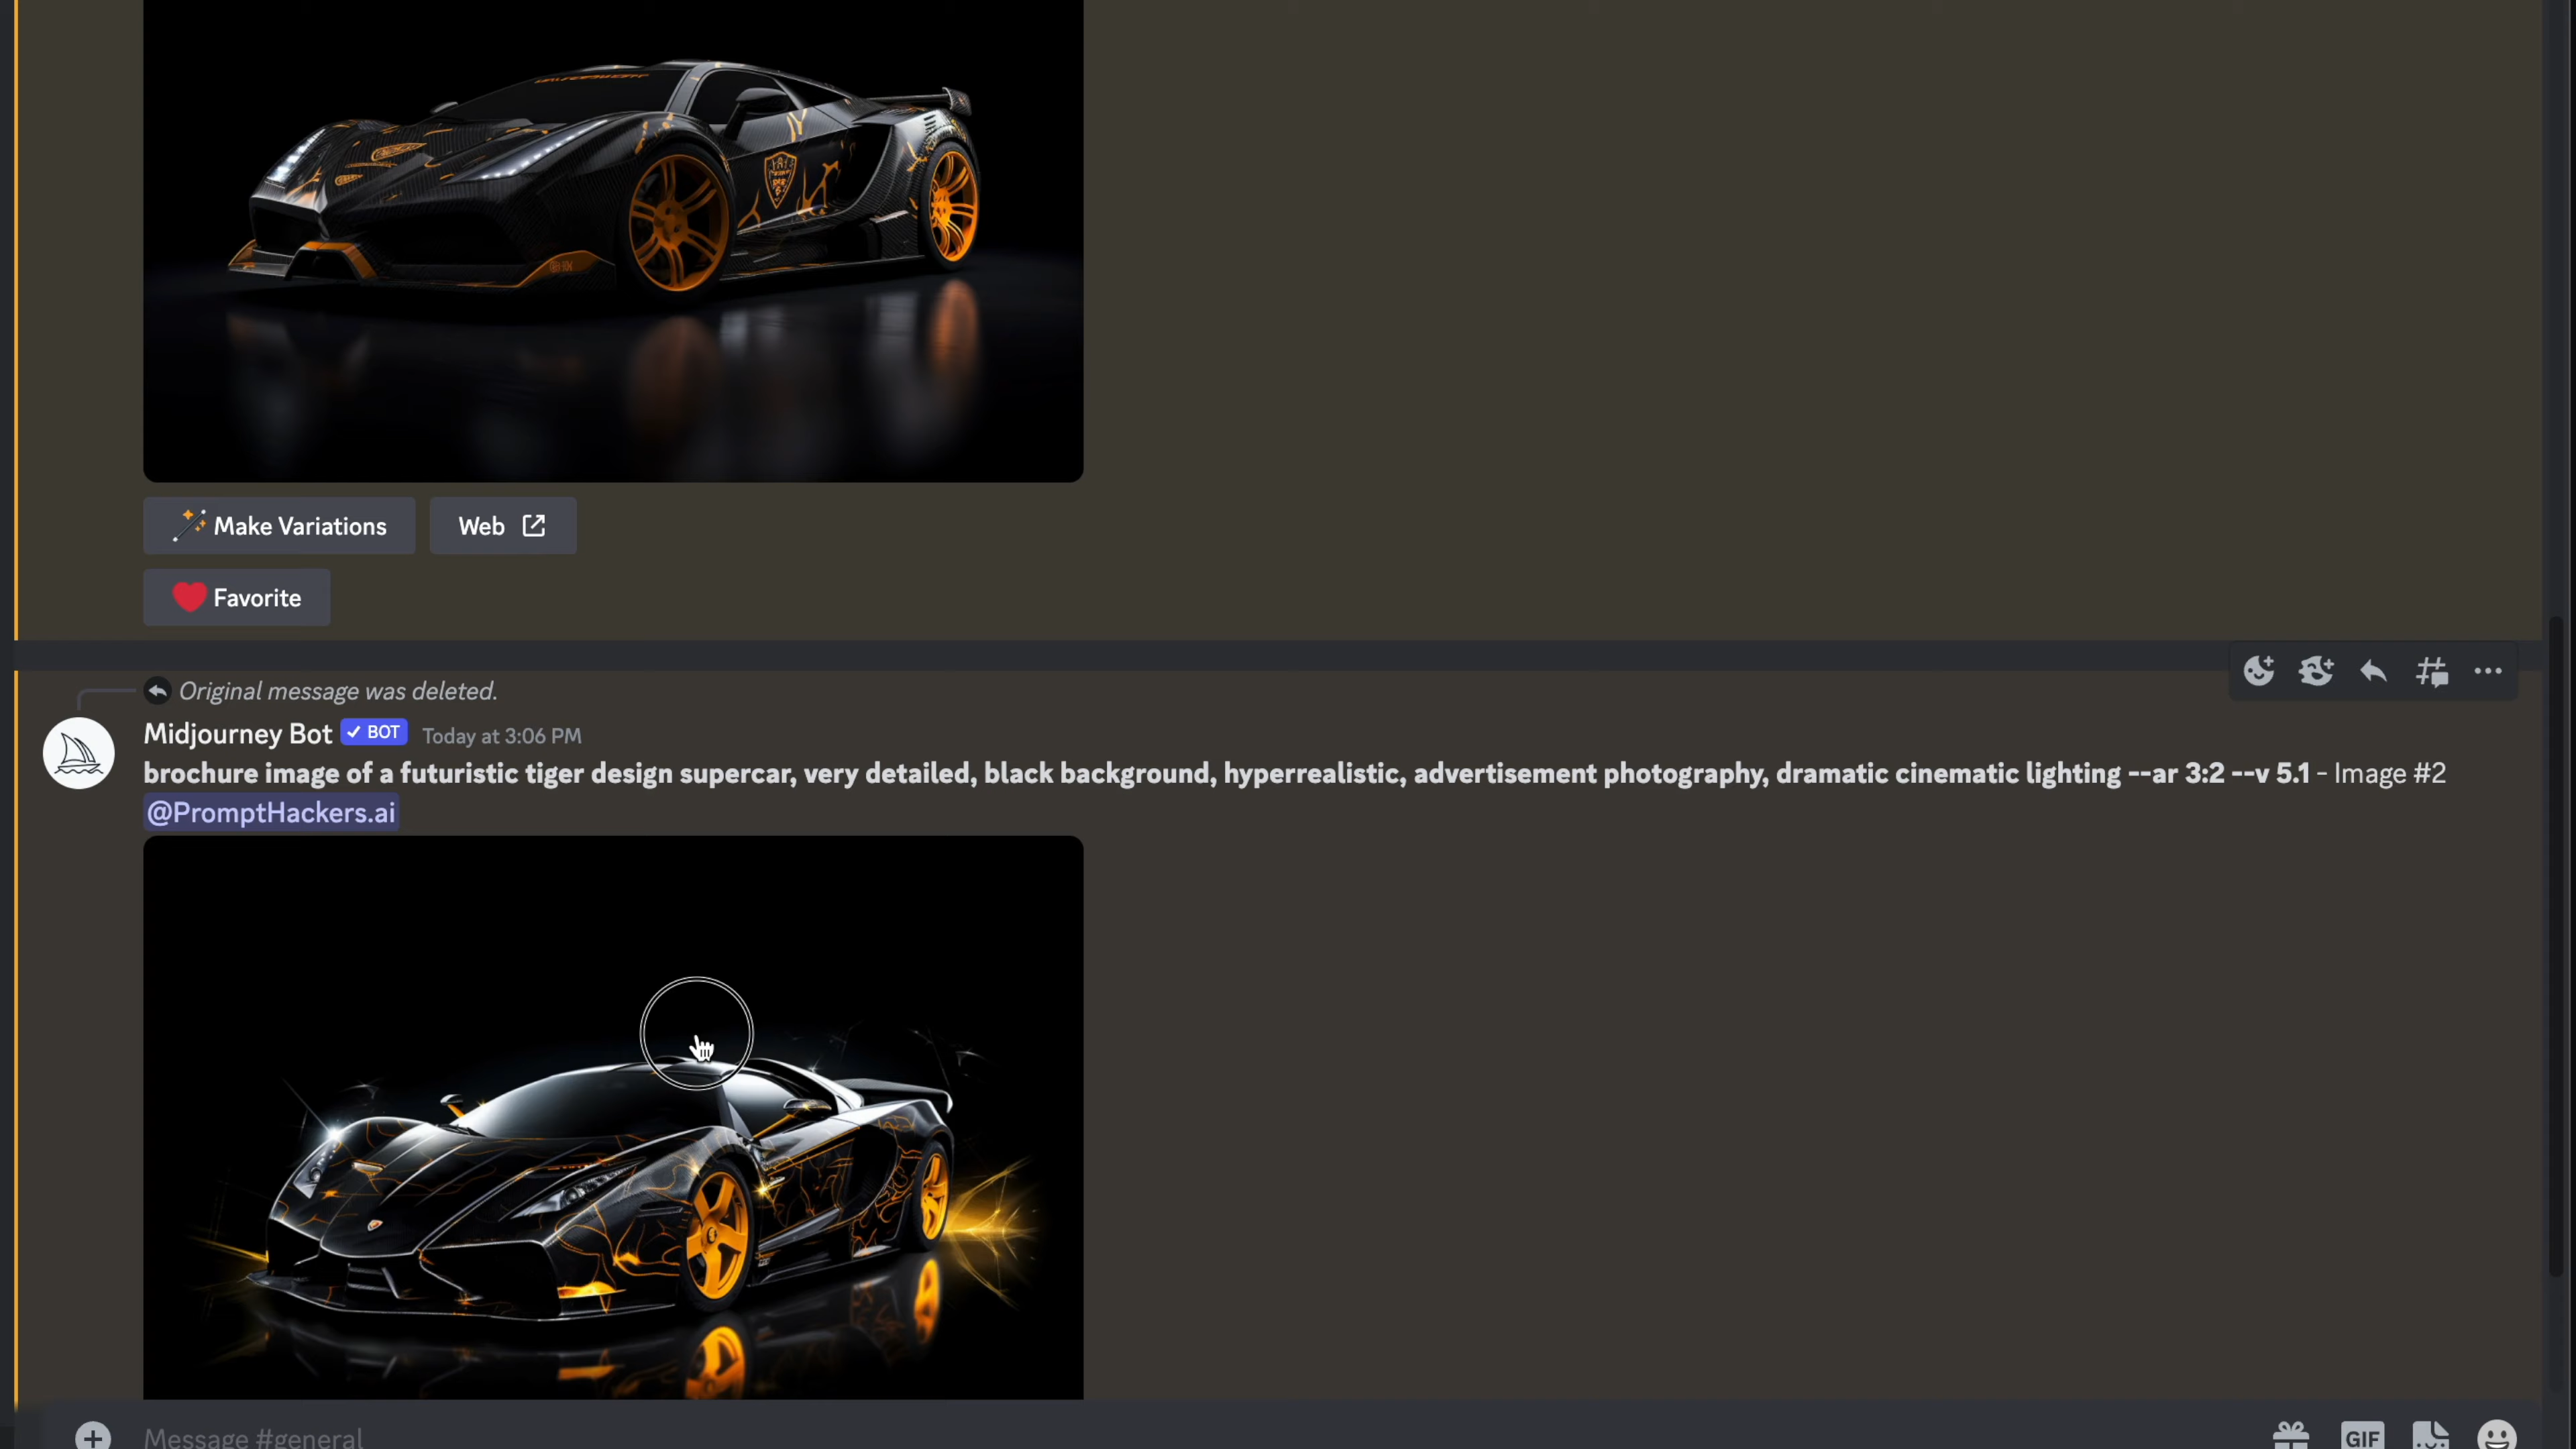 Make Variations
Web
Favorite
Original message was deleted.
Midjourney Bot BOT Today at 3:06 PM
brochure image of a futuristic tiger design supercar, very detailed, black background, hyperrealistic, advertisement photography, dramatic cinematic lighting --ar 3:2 --v 5.1 - Image #2
@PromptHackers.ai
Message #general
GIF